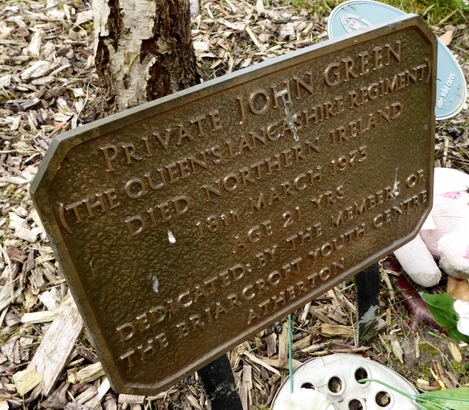 PRIVATE JOHN GREEN
(THE QUEEN'S LANCASHIRE REGIMENT)
DIED NORTHERN IRELAND
18TH MARCH 1973
AGE 21 YRS
DEDICATED BY THE MEMBERS OF
THE BRIARCROFT YOUTH CENTRE
ATHERTON